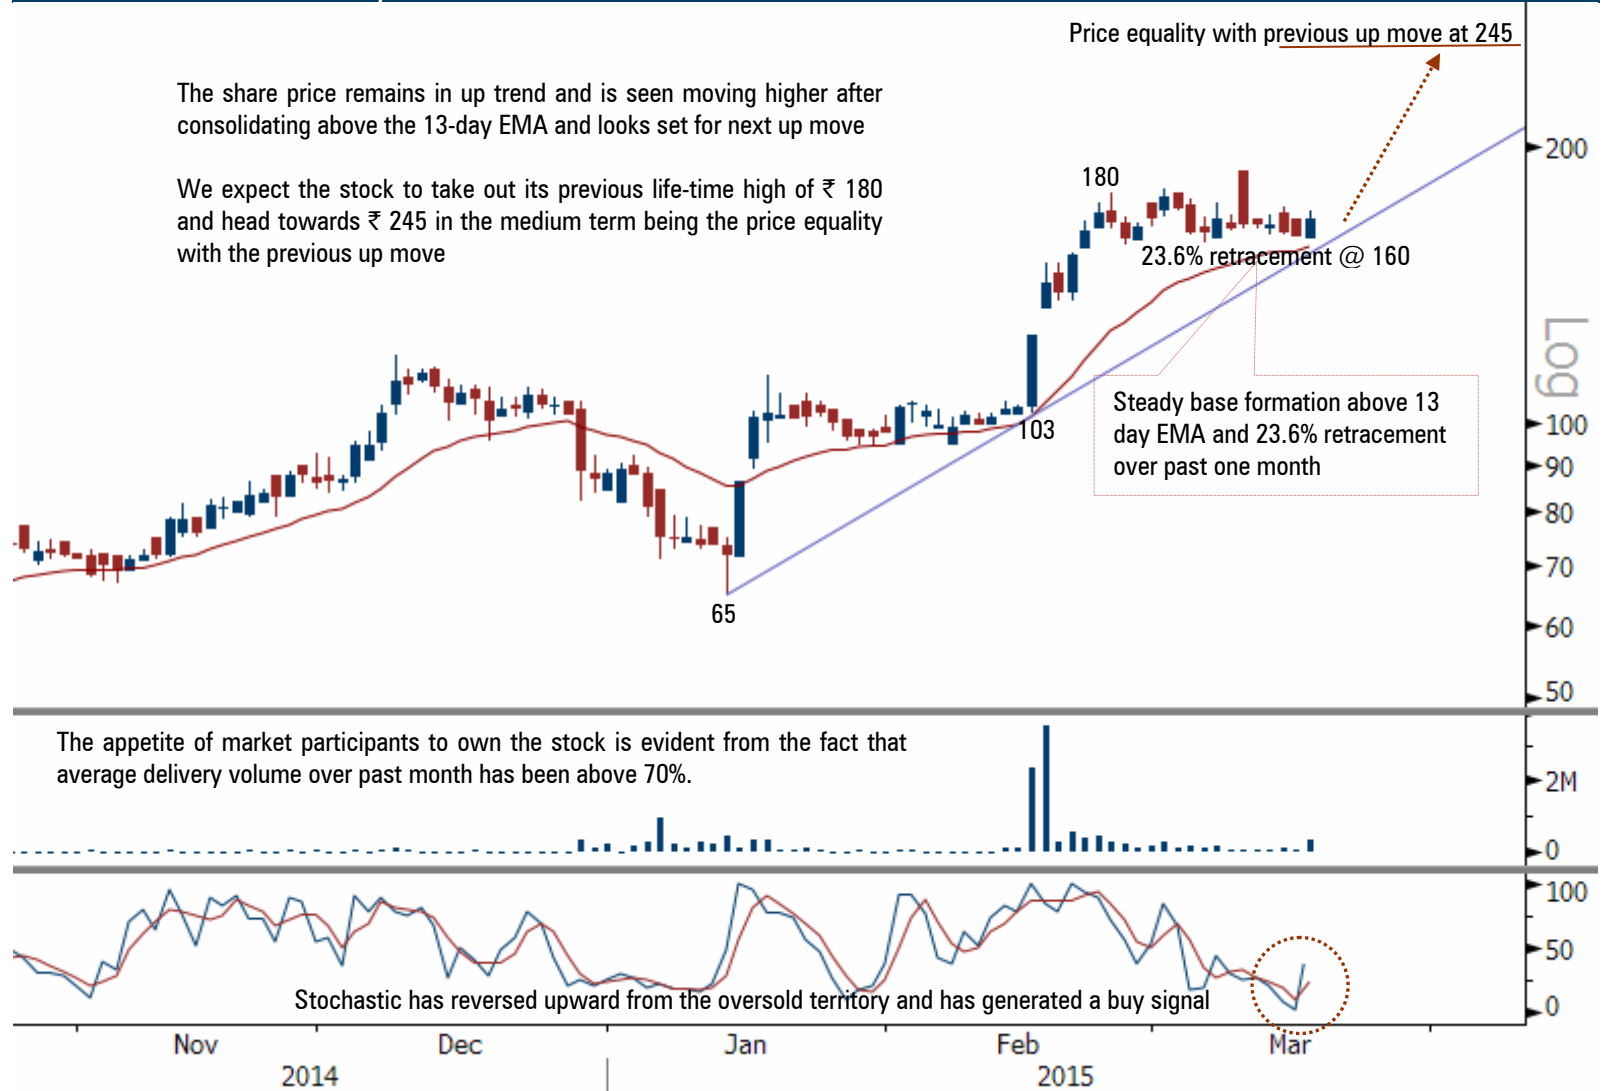 Price equality with previous up move at 245
The share price remains in up trend and is seen moving higher after
consolidating above the 13-day EMA and looks set for next up move
We expect the stock to take out its previous life-time high of ₹ 180
and head towards ₹ 245 in the medium term being the price equality
with the previous up move
200
180
23.6% retracement @ 160
Log
Steady base formation above 13
day EMA and 23.6% retracement
over past one month
103
100
90
80
70
65
60
50
The appetite of market participants to own the stock is evident from the fact that
average delivery volume over past month has been above 70%.
2M
0
100
50
Stochastic has reversed upward from the oversold territory and has generated a buy signal
0
Nov
Dec
Jan
Feb
Mar
2014
2015